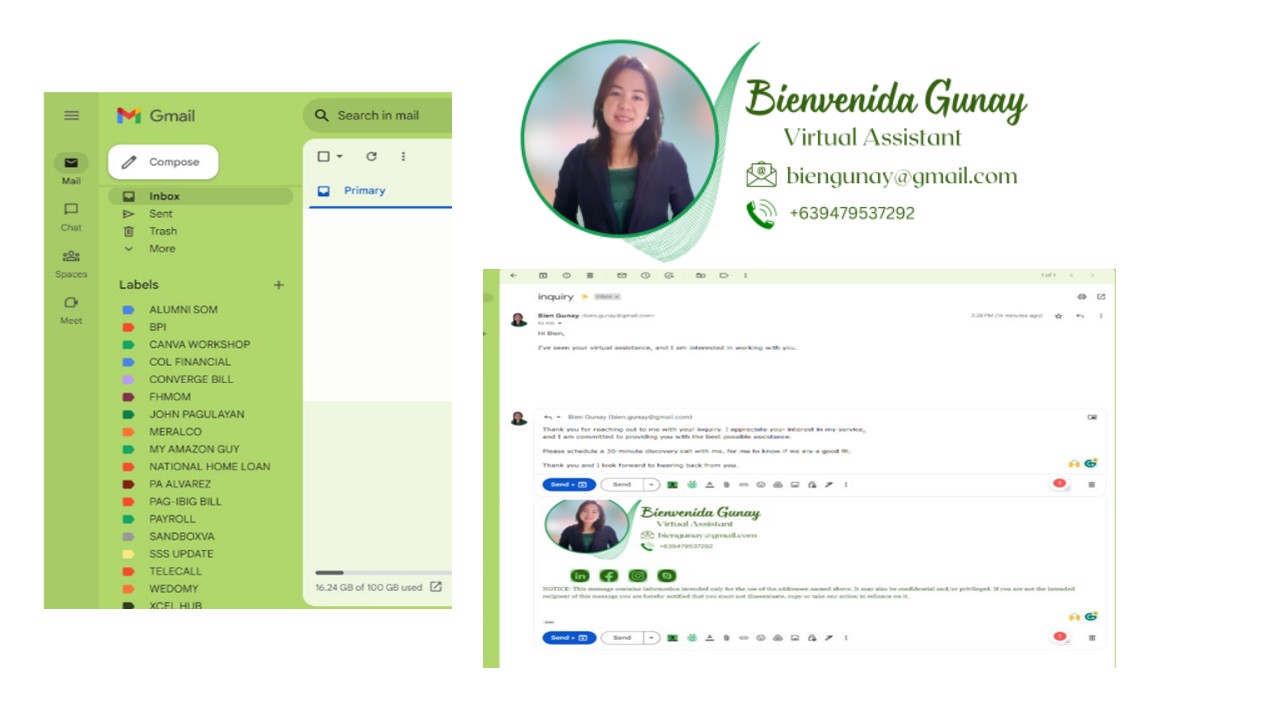 Gmail
Search in mail
Compose
Mail
Chat
Spaces
Meet
Inbox
Sent
Trash
More
Labels
ALUMNI SOM
BPI
CANVA WORKSHOP
COL FINANCIAL
CONVERGE BILL
FHMOM
JOHN PAGULAYAN
MERALCO
MY AMAZON GUY
NATIONAL HOME LOAN
PA ALVAREZ
PAG-IBIG BILL
PAYROLL
SANDBOXVA
SSS UPDATE
TELECALL
WEDOMY
XCEL HUB
Primary
16.24 GB of 100 GB used
Bienvenida Gunay
Virtual Assistant
biengunay@gmail.com
+639479537292
1 of 1
inquiry Inbox x
Bien Gunay <bien.gunay@gmail.com> 3:28 PM (14 minutes ago)
to me
Hi Bien,
I've seen your virtual assistance, and I am interested in working with you.
Bien Gunay (bien.gunay@gmail.com)
Thank you for reaching out to me with your inquiry. I appreciate your interest in my service,
and I am committed to providing you with the best possible assistance.
Please schedule a 30-minute discovery call with me, for me to know if we are a good fit.
Thank you and I look forward to hearing back from you.
Send + Send
Bienvenida Gunay
Virtual Assistant
biengunay@gmail.com
+639479537292
NOTICE: This message contains information intended only for the use of the addressees named above. It may also be confidential and/or privileged. If you are not the intended
recipient of this message you are hereby notified that you must not disseminate, copy or take any action in reliance on it.
Send + Send